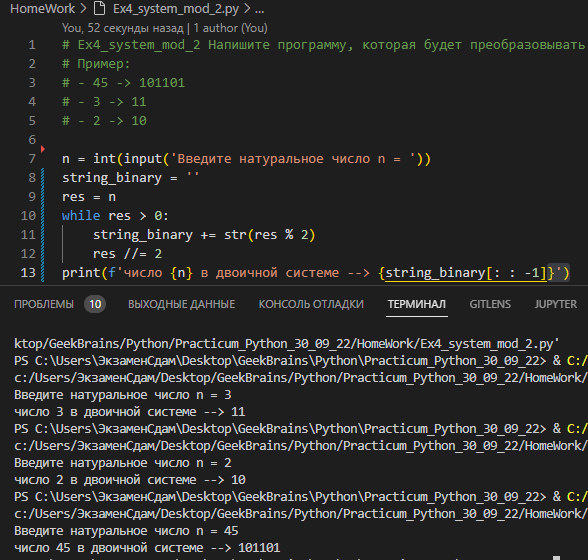 HomeWork > Ex4_system_mod_2.py > ...
You, 52 секунды назад | 1 author (You)
1 # Ex4_system_mod_2 Напишите программу, которая будет преобразовывать
2 # Пример:
3 # - 45 -> 101101
4 # - 3 -> 11
5 # - 2 -> 10
6
7 n = int(input('Введите натуральное число n = '))
8 string_binary = ''
9 res = n
10 while res > 0:
11     string_binary += str(res % 2)
12     res //= 2
13 print(f'число {n} в двоичной системе --> {string_binary[: : -1]}')
ПРОБЛЕМЫ 10 ВЫХОДНЫЕ ДАННЫЕ КОНСОЛЬ ОТЛАДКИ ТЕРМИНАЛ GITLENS JUPYTER
ktop/GeekBrains/Python/Practicum_Python_30_09_22/HomeWork/Ex4_system_mod_2.py'
PS C:\Users\ЭкзаменСдам\Desktop\GeekBrains\Python\Practicum_Python_30_09_22> & C:/
c:/Users/ЭкзаменСдам/Desktop/GeekBrains/Python/Practicum_Python_30_09_22/HomeWork/
Введите натуральное число n = 3
число 3 в двоичной системе --> 11
PS C:\Users\ЭкзаменСдам\Desktop\GeekBrains\Python\Practicum_Python_30_09_22> & C:/
c:/Users/ЭкзаменСдам/Desktop/GeekBrains/Python/Practicum_Python_30_09_22/HomeWork/
Введите натуральное число n = 2
число 2 в двоичной системе --> 10
PS C:\Users\ЭкзаменСдам\Desktop\GeekBrains\Python\Practicum_Python_30_09_22> & C:/
c:/Users/ЭкзаменСдам/Desktop/GeekBrains/Python/Practicum_Python_30_09_22/HomeWork/
Введите натуральное число n = 45
число 45 в двоичной системе --> 101101